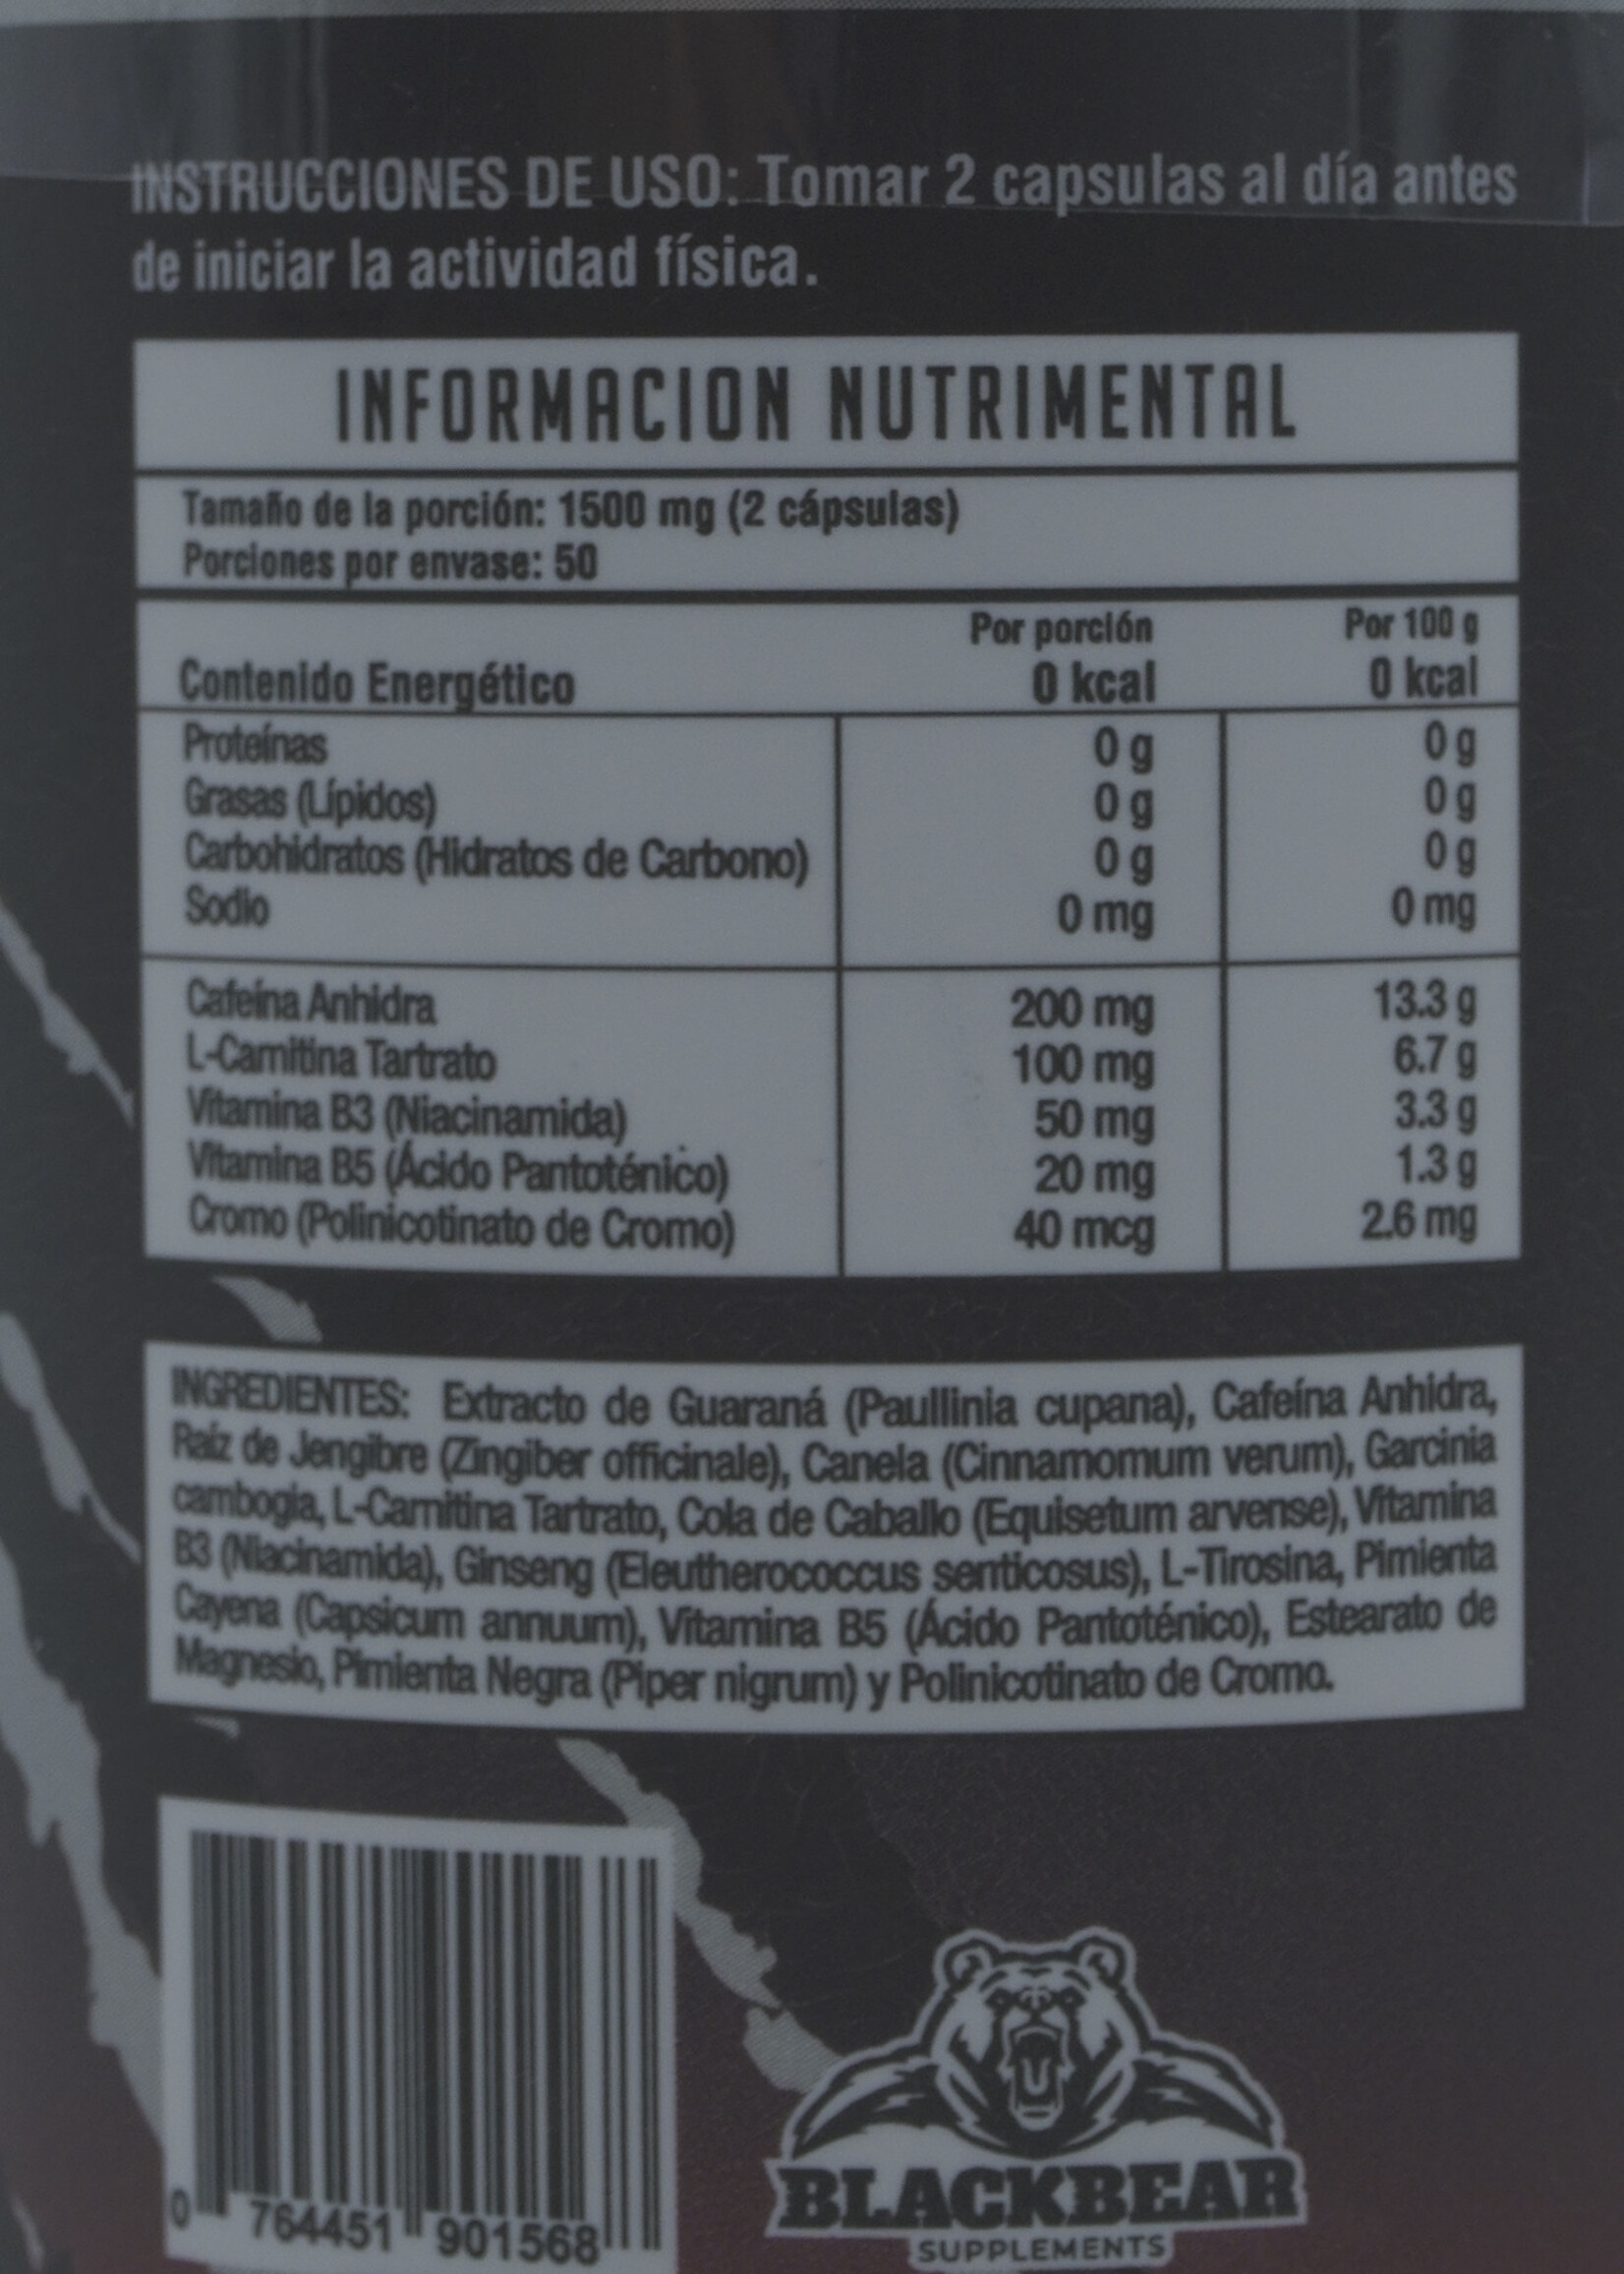 INSTRUCCIONES DE USO: Tomar 2 capsulas al día antes
de iniciar la actividad física.
INFORMACION NUTRIMENTAL
Tamaño de la porción: 1500 mg (2 cápsulas)
Porciones por envase: 50
Por porción Por 100 g
Contenido Energético 0 kcal 0 kcal
Proteínas 0 g 0 g
Grasas (Lípidos) 0 g 0 g
Carbohidratos (Hidratos de Carbono) 0 g 0 g
Sodio 0 mg 0 mg
Cafeína Anhidra 200 mg 13.3 g
L-Carnitina Tartrato 100 mg 6.7 g
Vitamina B3 (Niacinamida) 50 mg 3.3 g
Vitamina B5 (Ácido Pantoténico) 20 mg 1.3 g
Cromo (Polinicotinato de Cromo) 40 mcg 2.6 mg
INGREDIENTES: Extracto de Guaraná (Paullinia cupana), Cafeína Anhidra,
Raíz de Jengibre (Zingiber officinale), Canela (Cinnamomum verum), Garcinia
cambogia, L-Carnitina Tartrato, Cola de Caballo (Equisetum arvense), Vitamina
B3 (Niacinamida), Ginseng (Eleutherococcus senticosus), L-Tirosina, Pimienta
Cayena (Capsicum annuum), Vitamina B5 (Ácido Pantoténico), Estearato de
Magnesio, Pimienta Negra (Piper nigrum) y Polinicotinato de Cromo.
0 764451 901568
BLACKBEAR
SUPPLEMENTS